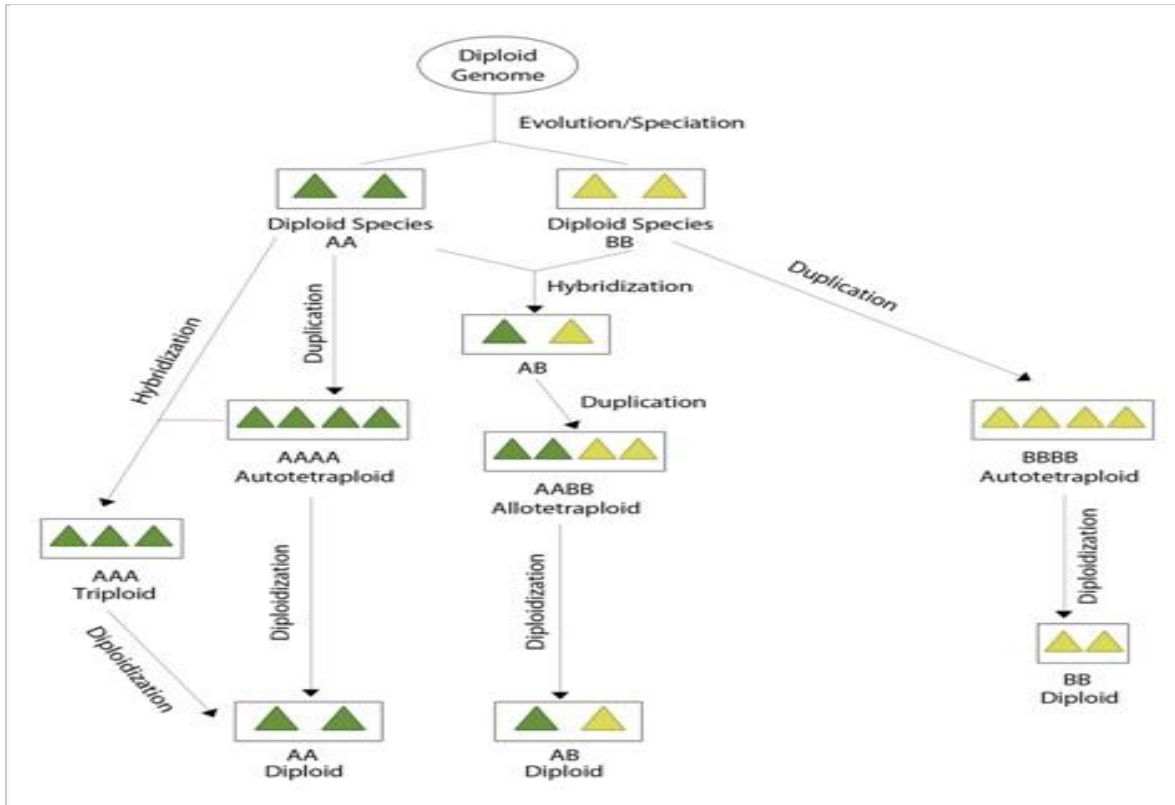 Diploid
Genome
Evolution/Speciation
Diploid Species
AA
Diploid Species
BB
Hybridization
Duplication
Hybridization
Duplication
AB
Duplication
AAAA
Autotetraploid
AABB
Allotetraploid
BBBB
Autotetraploid
AAA
Triploid
Diploidization
Diploidization
Diploidization
Diploidization
AA
Diploid
AB
Diploid
BB
Diploid